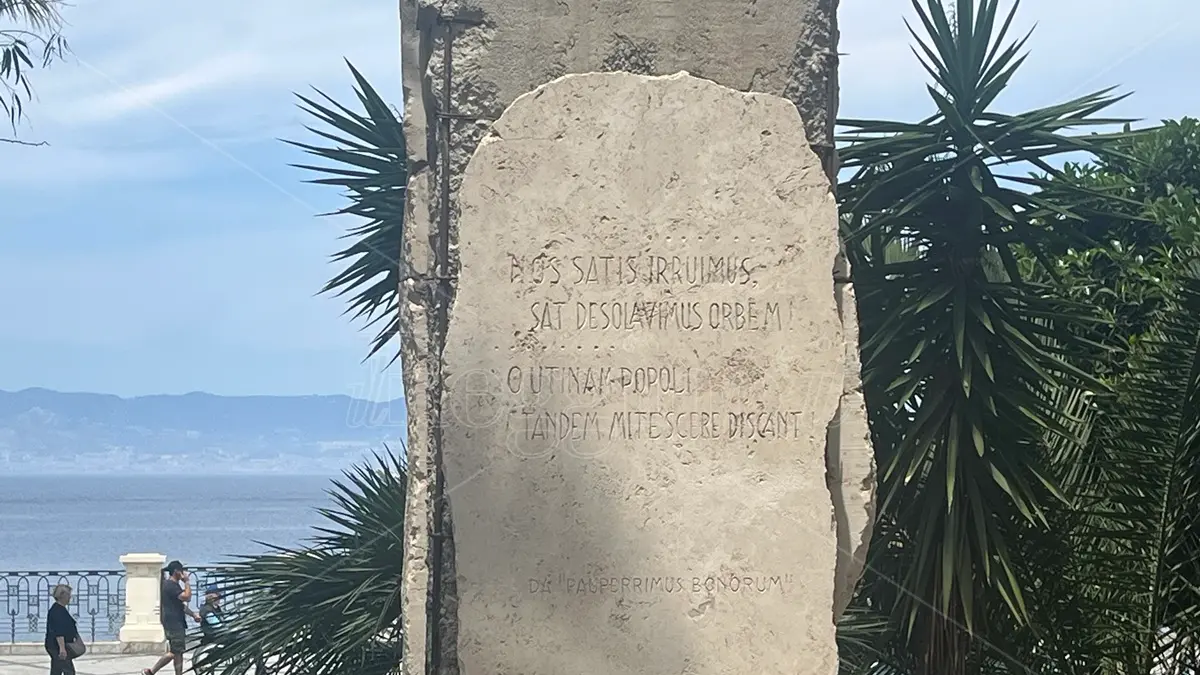 . . . . . . . . .
NOS SATIS IRRUIMUS,
SAT DESOLAVIMUS ORBEM!
. . . . . . . . .
O UTINAM POPOLI
TANDEM MITESCERE DISCANT!
DA "PAUPERRIMUS BONORUM"